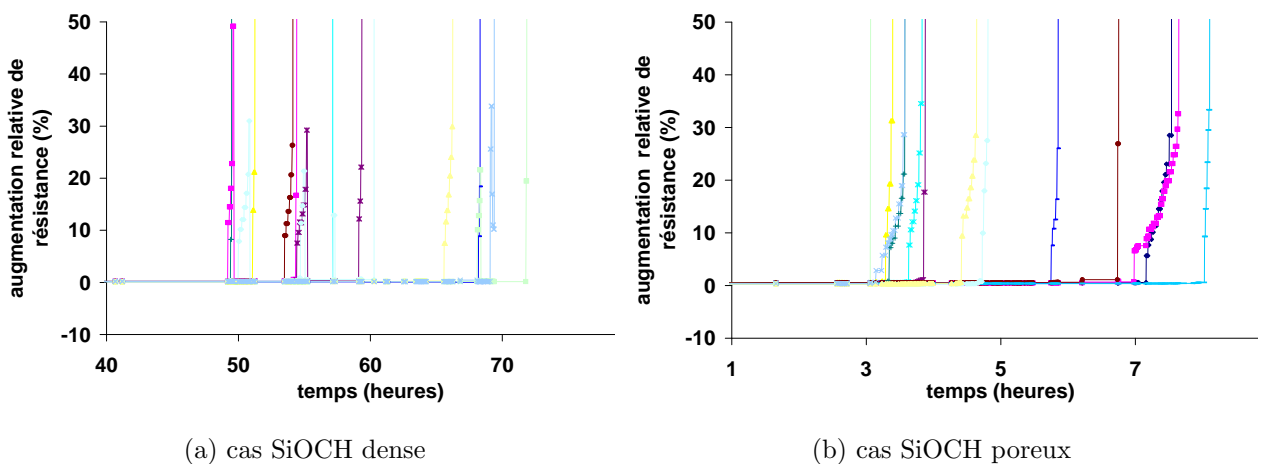 augmentation relative de
résistance (%)
50
40
30
20
10
0
-10
40
50
60
70
temps (heures)
(a) cas SiOCH dense
augmentation relative de
résistance (%)
50
40
30
20
10
0
-10
1
3
5
7
temps (heures)
(b) cas SiOCH poreux